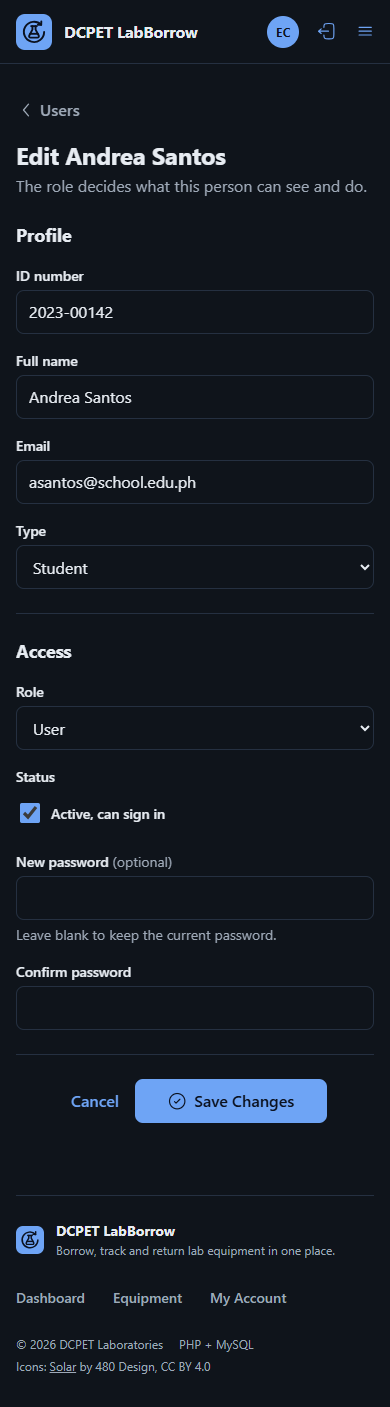 DCPET LabBorrow
EC
Users
Edit Andrea Santos
The role decides what this person can see and do.
Profile
ID number
2023-00142
Full name
Andrea Santos
Email
asantos@school.edu.ph
Type
Student
Access
Role
User
Status
Active, can sign in
New password (optional)
Leave blank to keep the current password.
Confirm password
Cancel
Save Changes
DCPET LabBorrow
Borrow, track and return lab equipment in one place.
Dashboard Equipment My Account
© 2026 DCPET Laboratories PHP + MySQL
Icons: Solar by 480 Design, CC BY 4.0